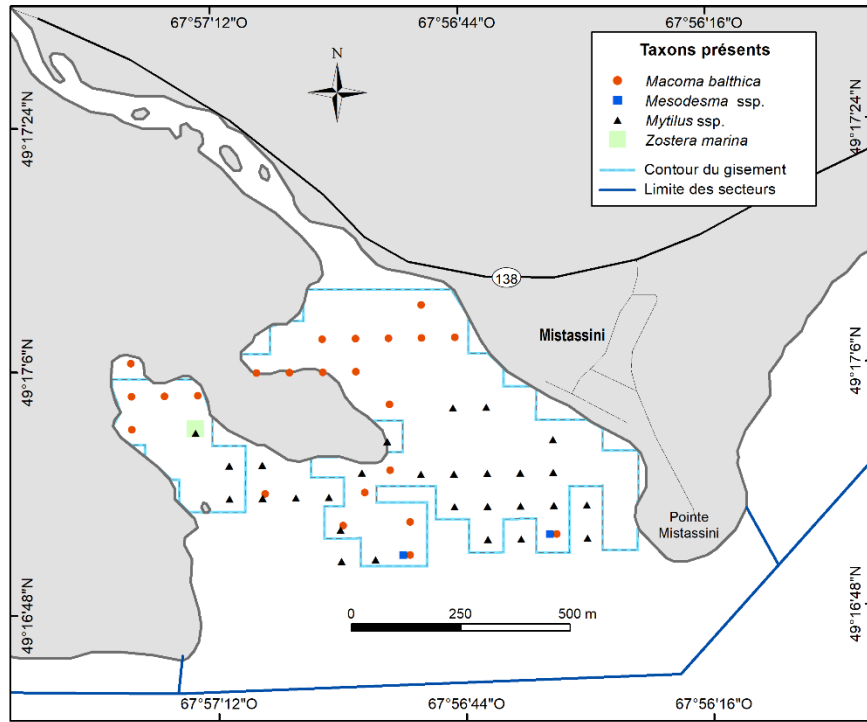 67°57'12"O
67°56'44"O
67°56'16"O
N
Taxons présents
Macoma balthica
Mesodesma ssp.
Mytilus ssp.
Zostera marina
Contour du gisement
Limite des secteurs
49°17'24"N
49°17'24"N
138
Mistassini
49°17'6"N
49°17'6"N
Pointe
Mistassini
49°16'48"N
49°16'48"N
0 250 500 m
67°57'12"O
67°56'44"O
67°56'16"O